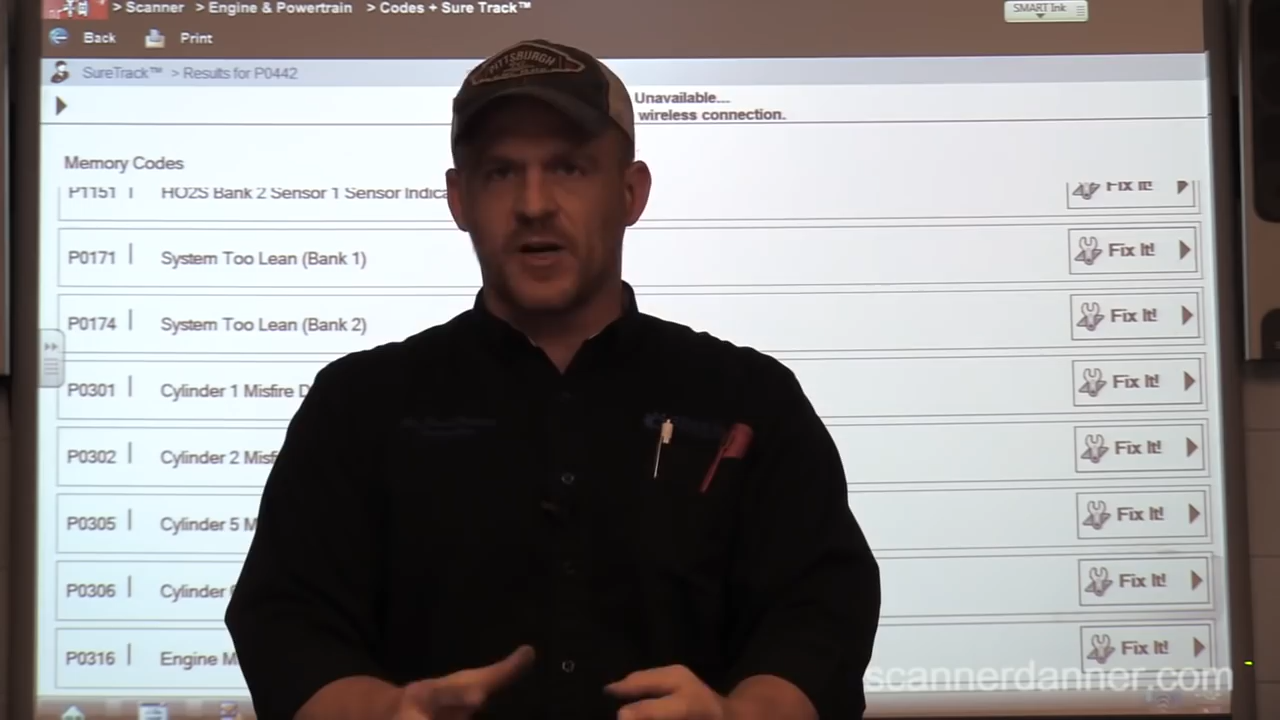 > Scanner > Engine & Powertrain > Codes + Sure Track™
SMART Ink
Back Print
SureTrack™ > Results for P0442
Unavailable...
wireless connection.
Memory Codes
P1151 HO2S Bank 2 Sensor 1 Sensor Indica Fix It!
P0171 System Too Lean (Bank 1) Fix It!
P0174 System Too Lean (Bank 2) Fix It!
P0301 Cylinder 1 Misfire D Fix It!
P0302 Cylinder 2 Misf Fix It!
P0305 Cylinder 5 M Fix It!
P0306 Cylinder Fix It!
P0316 Engine M Fix It!
PITTSBURGH
scannerdanner.com